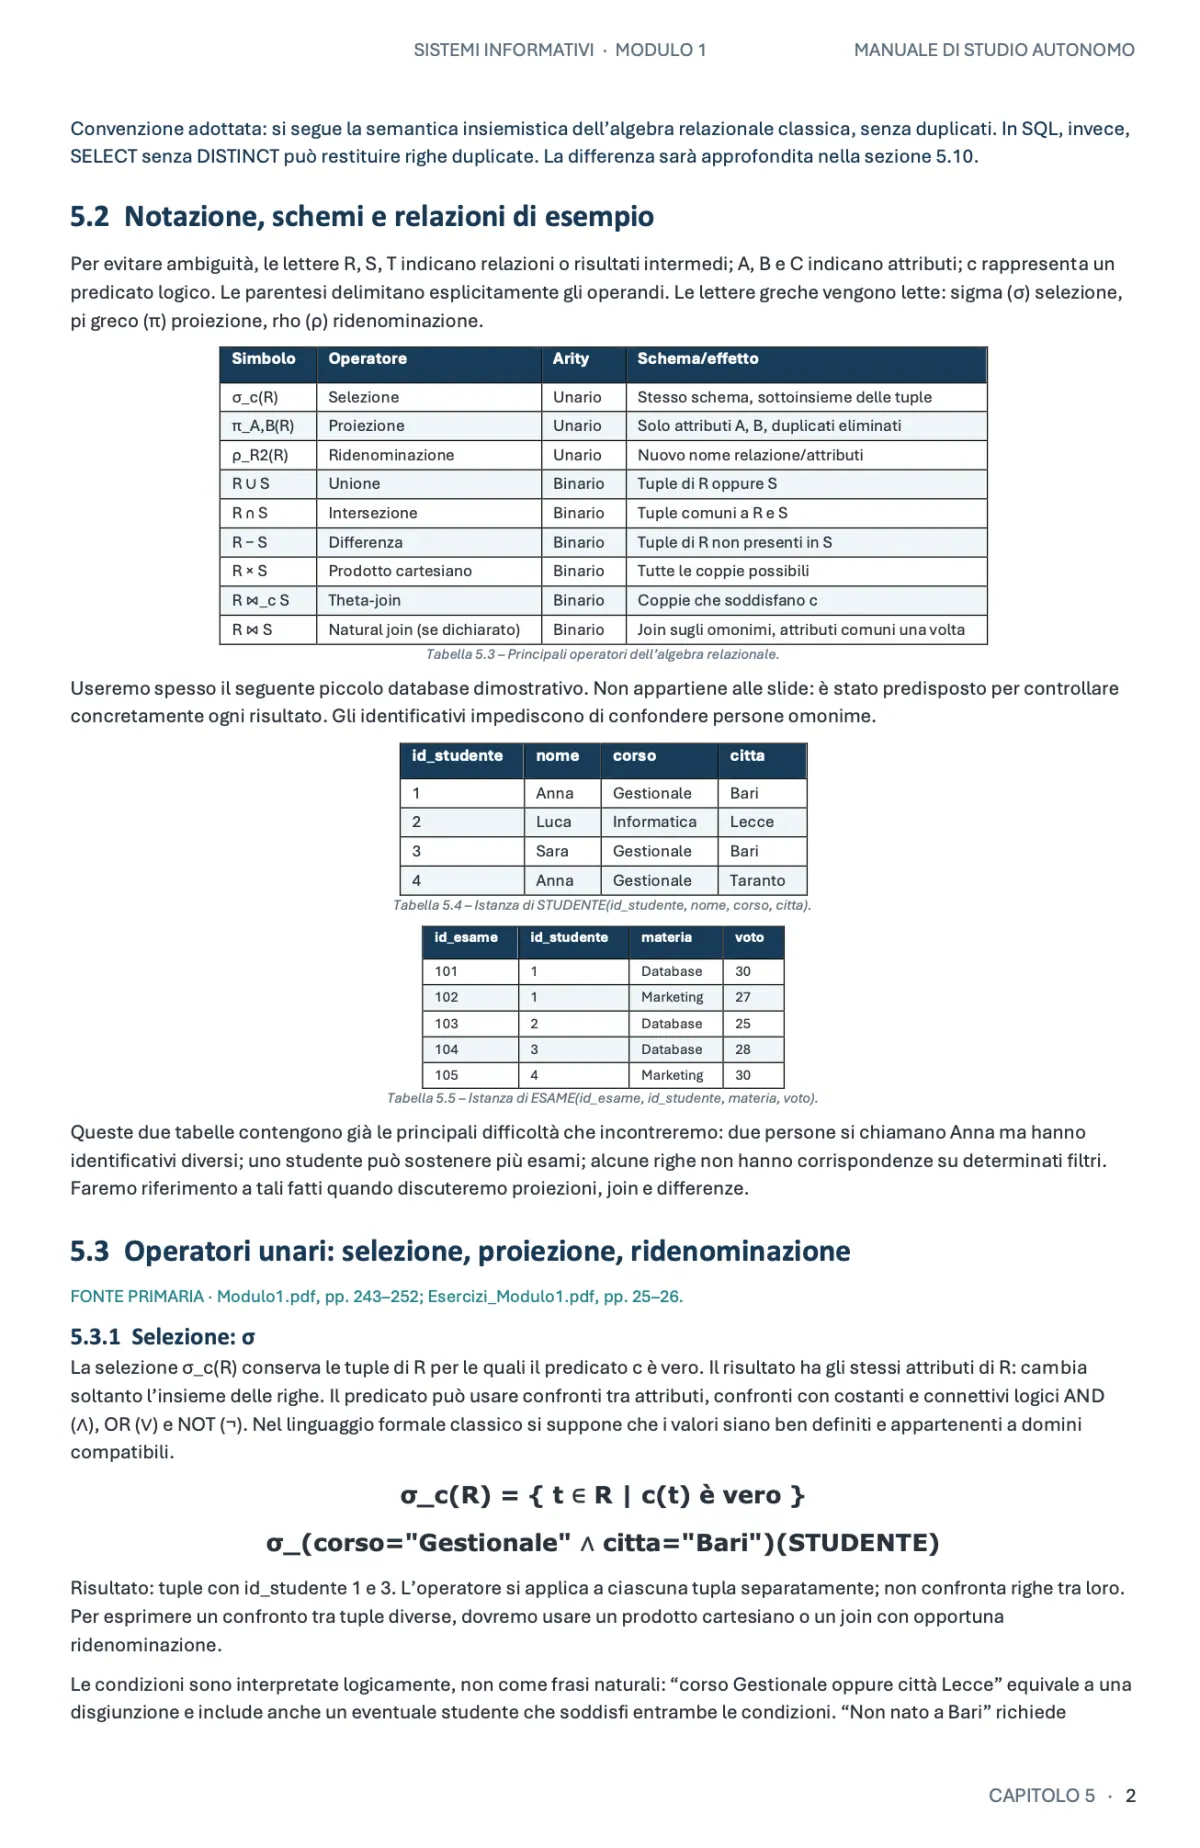 SISTEMI INFORMATIVI · MODULO 1 MANUALE DI STUDIO AUTONOMO
Convenzione adottata: si segue la semantica insiemistica dell’algebra relazionale classica, senza duplicati. In SQL, invece,
SELECT senza DISTINCT può restituire righe duplicate. La differenza sarà approfondita nella sezione 5.10.
5.2 Notazione, schemi e relazioni di esempio
Per evitare ambiguità, le lettere R, S, T indicano relazioni o risultati intermedi; A, B e C indicano attributi; c rappresenta un
predicato logico. Le parentesi delimitano esplicitamente gli operandi. Le lettere greche vengono lette: sigma (σ) selezione,
pi greco (π) proiezione, rho (ρ) ridenominazione.
Simbolo Operatore Arity Schema/effetto
σ_c(R) Selezione Unario Stesso schema, sottoinsieme delle tuple
π_A,B(R) Proiezione Unario Solo attributi A, B, duplicati eliminati
ρ_R2(R) Ridenominazione Unario Nuovo nome relazione/attributi
R ∪ S Unione Binario Tuple di R oppure S
R ∩ S Intersezione Binario Tuple comuni a R e S
R − S Differenza Binario Tuple di R non presenti in S
R × S Prodotto cartesiano Binario Tutte le coppie possibili
R ⋈_c S Theta-join Binario Coppie che soddisfano c
R ⋈ S Natural join (se dichiarato) Binario Join sugli omonimi, attributi comuni una volta
Tabella 5.3 – Principali operatori dell’algebra relazionale.
Useremo spesso il seguente piccolo database dimostrativo. Non appartiene alle slide: è stato predisposto per controllare
concretamente ogni risultato. Gli identificativi impediscono di confondere persone omonime.
id_studente nome corso citta
1 Anna Gestionale Bari
2 Luca Informatica Lecce
3 Sara Gestionale Bari
4 Anna Gestionale Taranto
Tabella 5.4 – Istanza di STUDENTE(id_studente, nome, corso, citta).
id_esame id_studente materia voto
101 1 Database 30
102 1 Marketing 27
103 2 Database 25
104 3 Database 28
105 4 Marketing 30
Tabella 5.5 – Istanza di ESAME(id_esame, id_studente, materia, voto).
Queste due tabelle contengono già le principali difficoltà che incontreremo: due persone si chiamano Anna ma hanno
identificativi diversi; uno studente può sostenere più esami; alcune righe non hanno corrispondenze su determinati filtri.
Faremo riferimento a tali fatti quando discuteremo proiezioni, join e differenze.
5.3 Operatori unari: selezione, proiezione, ridenominazione
FONTE PRIMARIA · Modulo1.pdf, pp. 243–252; Esercizi_Modulo1.pdf, pp. 25–26.
5.3.1 Selezione: σ
La selezione σ_c(R) conserva le tuple di R per le quali il predicato c è vero. Il risultato ha gli stessi attributi di R: cambia
soltanto l’insieme delle righe. Il predicato può usare confronti tra attributi, confronti con costanti e connettivi logici AND
(∧), OR (∨) e NOT (¬). Nel linguaggio formale classico si suppone che i valori siano ben definiti e appartenenti a domini
compatibili.
σ_c(R) = { t ∈ R | c(t) è vero }
σ_(corso="Gestionale" ∧ citta="Bari")(STUDENTE)
Risultato: tuple con id_studente 1 e 3. L’operatore si applica a ciascuna tupla separatamente; non confronta righe tra loro.
Per esprimere un confronto tra tuple diverse, dovremo usare un prodotto cartesiano o un join con opportuna
ridenominazione.
Le condizioni sono interpretate logicamente, non come frasi naturali: “corso Gestionale oppure città Lecce” equivale a una
disgiunzione e include anche un eventuale studente che soddisfi entrambe le condizioni. “Non nato a Bari” richiede
CAPITOLO 5 · 2